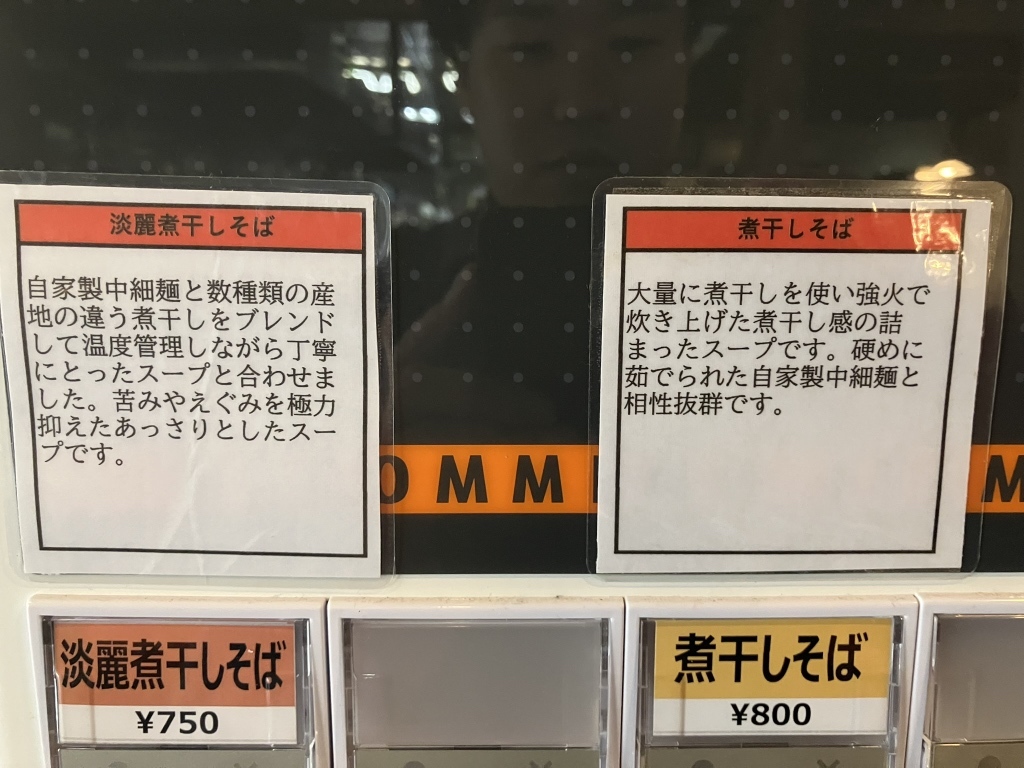 淡麗煮干しそば
自家製中細麺と数種類の産
地の違う煮干しをブレンド
して温度管理しながら丁寧
にとったスープと合わせま
した。苦みやえぐみを極力
抑えたあっさりとしたスー
プです。
煮干しそば
大量に煮干しを使い強火で
炊き上げた煮干し感の詰
まったスープです。硬めに
茹でられた自家製中細麺と
相性抜群です。
OMM
M
淡麗煮干しそば
¥750
煮干しそば
¥800